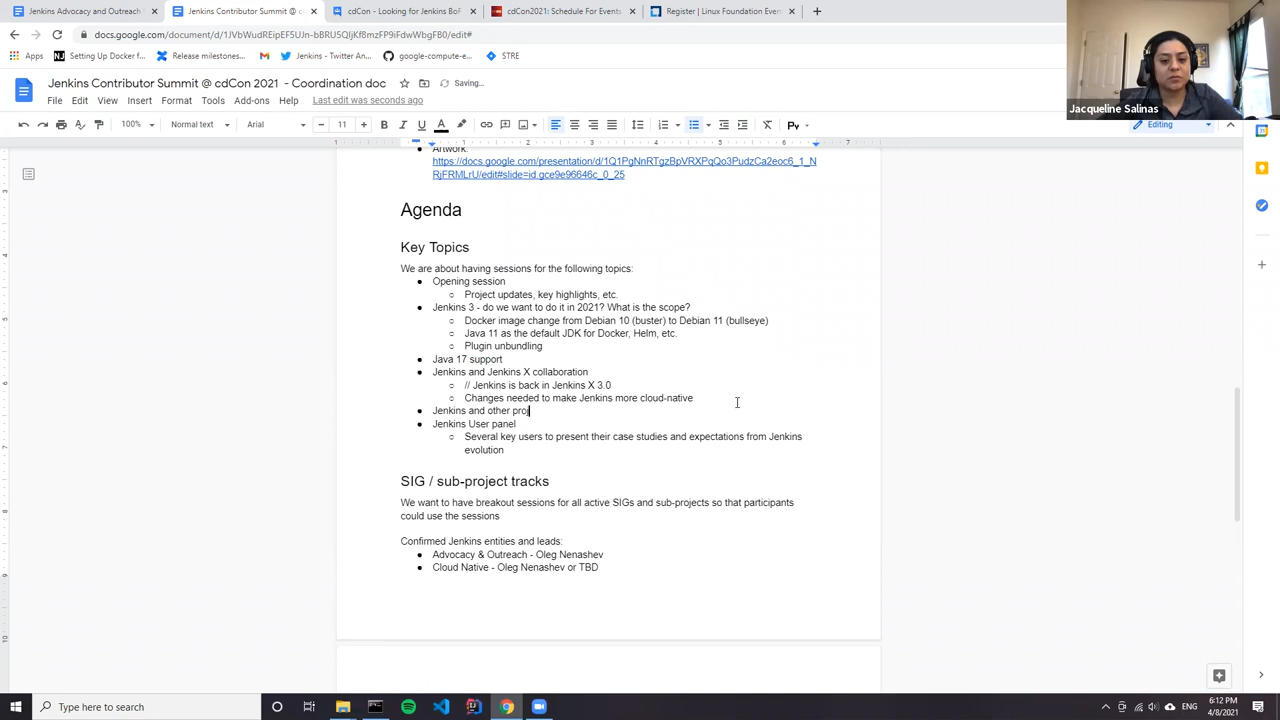 Jenkins Advocacy and Outreach
Jenkins Contributor Summit @ cdC
cdCon - Looking for Jenkins BoF
cdCon2021: Schedule For Events
Register | Linux Foundation Even
docs.google.com/document/d/1JVbWudREipEF5UJn-bBRU5QIjKf8mzFP9iFdwWbgFB0/edit#
Apps
Setting Up Docker f
Release milestones...
Jenkins - Twitter An...
google-compute-e...
STRE
Jenkins Contributor Summit @ cdCon 2021 - Coordination doc
Saving...
File Edit View Insert Format Tools Add-ons Help Last edit was seconds ago
100% Normal text Arial 11
Editing
Artwork:
https://docs.google.com/presentation/d/1Q1PgNnRTgzBpVRXPqQo3PudzCa2eoc6_1_N
RjFRMLrU/edit#slide=id.gce9e96646c_0_25
Agenda
Key Topics
We are about having sessions for the following topics:
● Opening session
○ Project updates, key highlights, etc.
● Jenkins 3 - do we want to do it in 2021? What is the scope?
○ Docker image change from Debian 10 (buster) to Debian 11 (bullseye)
○ Java 11 as the default JDK for Docker, Helm, etc.
○ Plugin unbundling
● Java 17 support
● Jenkins and Jenkins X collaboration
○ // Jenkins is back in Jenkins X 3.0
○ Changes needed to make Jenkins more cloud-native
● Jenkins and other proj
● Jenkins User panel
○ Several key users to present their case studies and expectations from Jenkins
evolution
SIG / sub-project tracks
We want to have breakout sessions for all active SIGs and sub-projects so that participants
could use the sessions
Confirmed Jenkins entities and leads:
● Advocacy & Outreach - Oleg Nenashev
● Cloud Native - Oleg Nenashev or TBD
Jacqueline Salinas
Type here to search
6:12 PM
4/8/2021